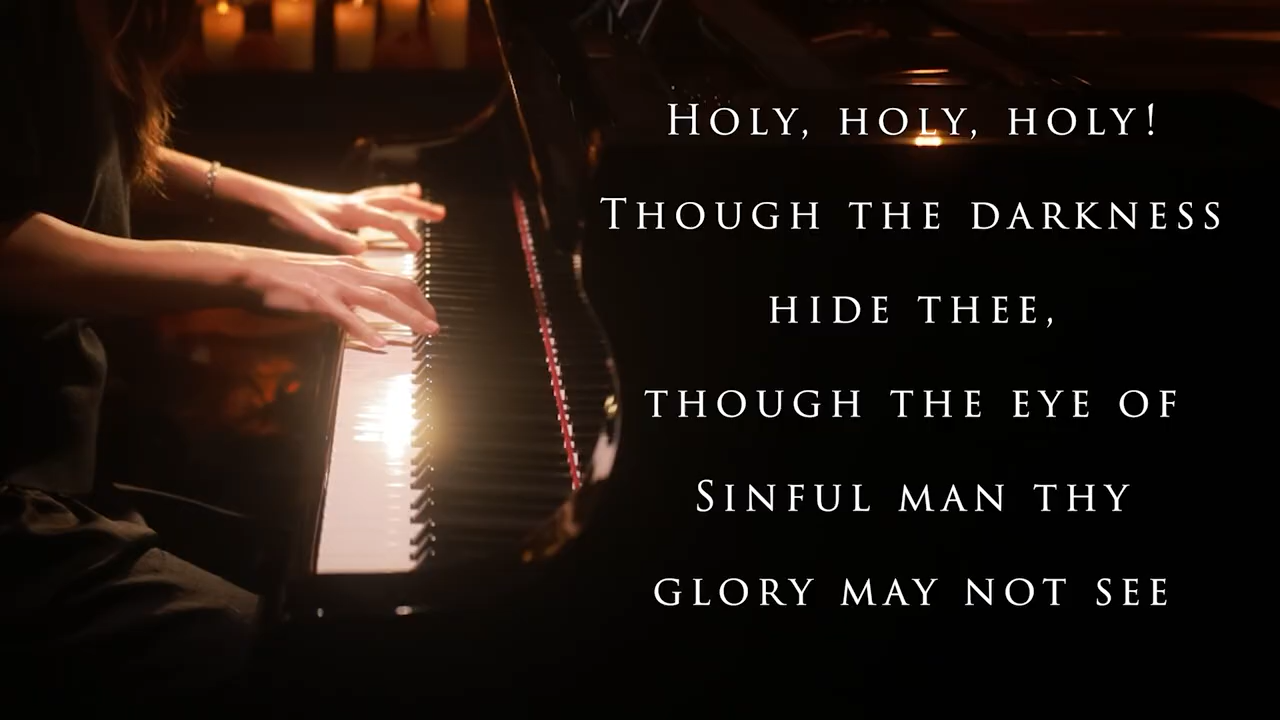 Holy, holy, holy!
Though the darkness
hide thee,
though the eye of
Sinful man thy
glory may not see